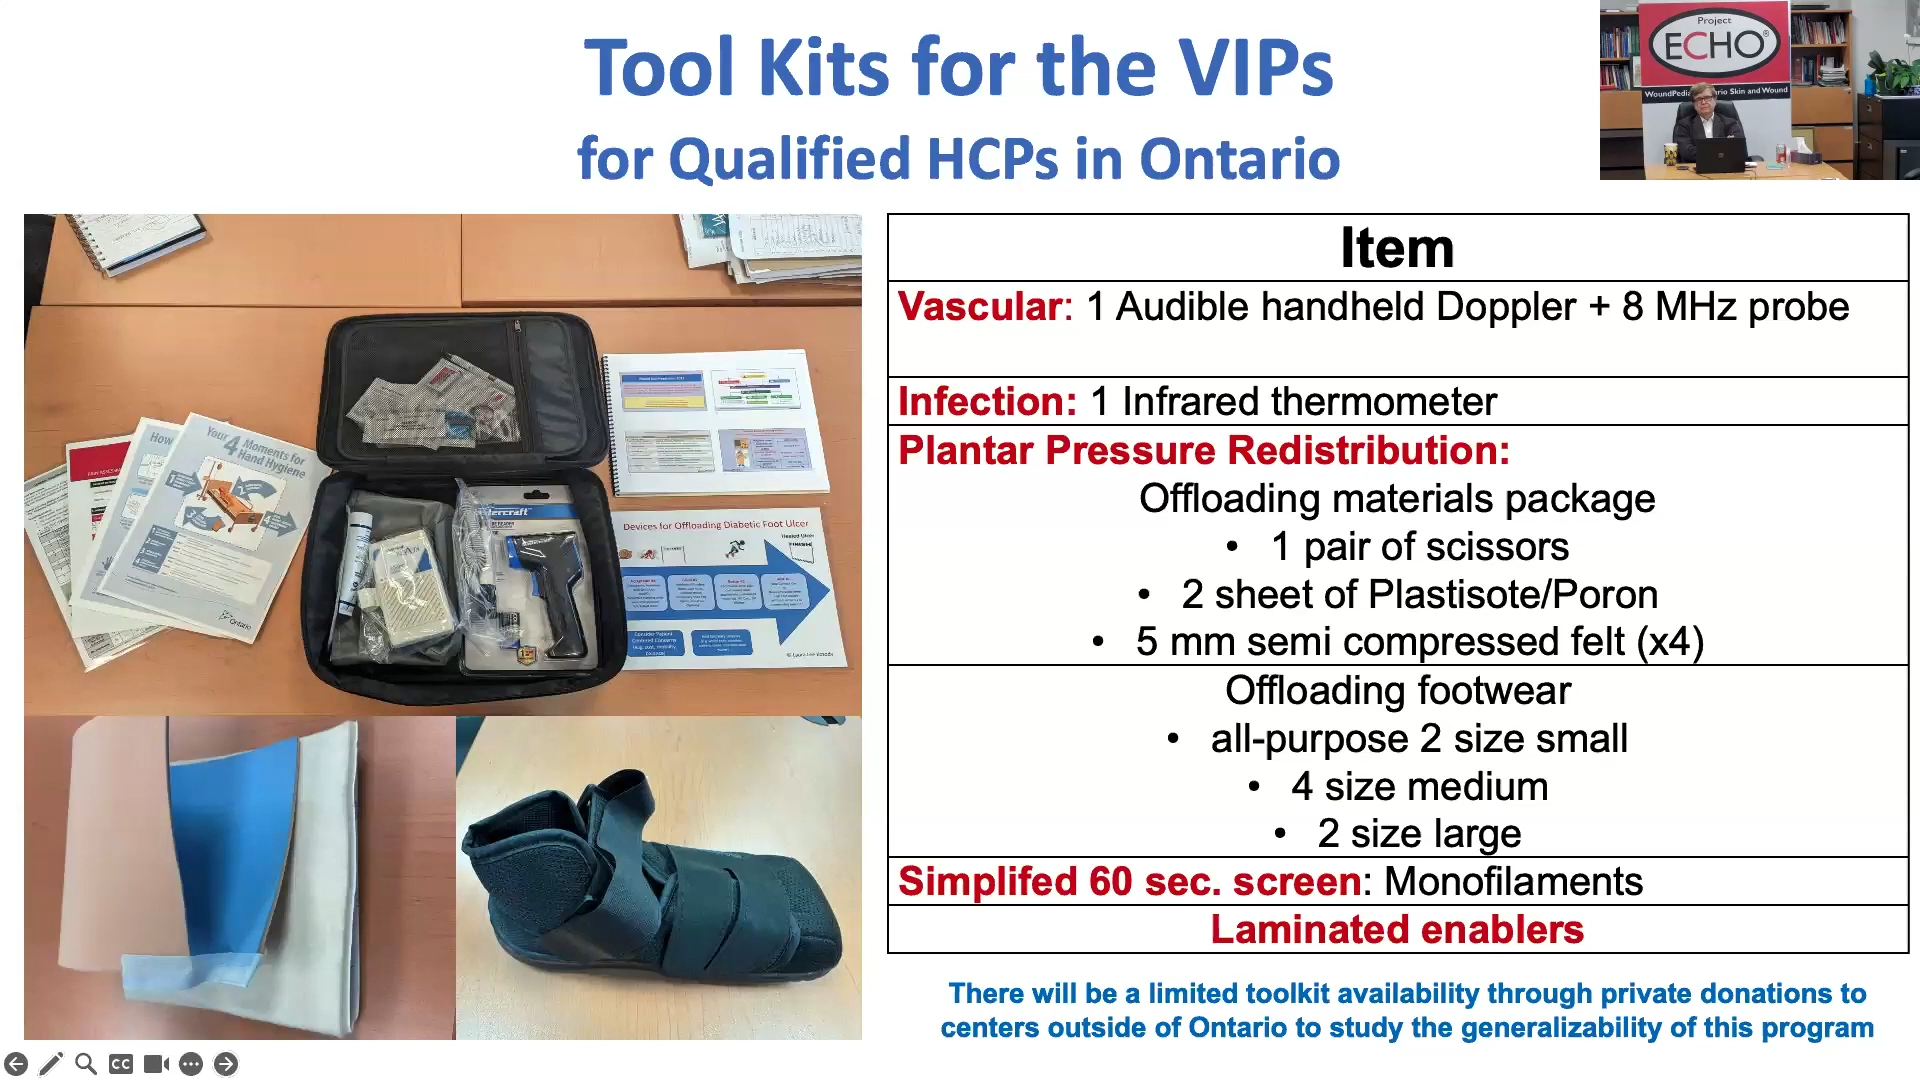 Tool Kits for the VIPs
for Qualified HCPs in Ontario
Project
ECHO®
Item
Vascular: 1 Audible handheld Doppler + 8 MHz probe
Infection: 1 Infrared thermometer
Plantar Pressure Redistribution:
Offloading materials package
• 1 pair of scissors
• 2 sheet of Plastisote/Poron
• 5 mm semi compressed felt (x4)
Offloading footwear
• all-purpose 2 size small
• 4 size medium
• 2 size large
Simplifed 60 sec. screen: Monofilaments
Laminated enablers
There will be a limited toolkit availability through private donations to
centers outside of Ontario to study the generalizability of this program
Your 4 Moments for
Hand Hygiene
How
Ontario
Devices for Offloading Diabetic Foot Ulcer
Healed Ulcer
Consider Patient
CC